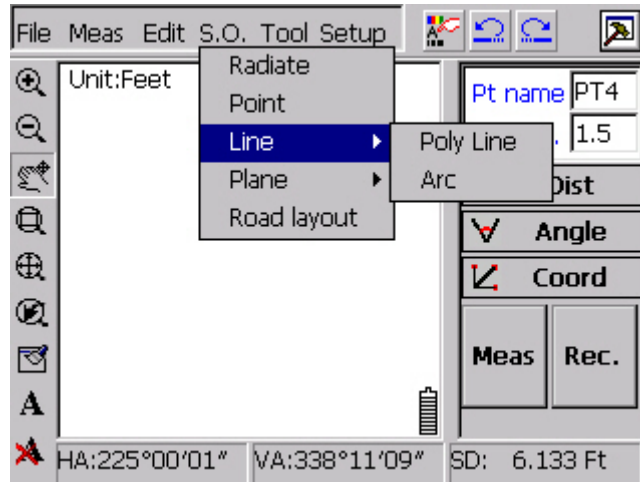 File Meas Edit S.O. Tool Setup
Unit:Feet
Radiate
Point
Line
Plane
Road layout
Poly Line
Arc
Pt name PT4
1.5
Dist
Angle
Coord
Meas Rec.
A
A
HA:225°00'01" VA:338°11'09" SD: 6.133 Ft